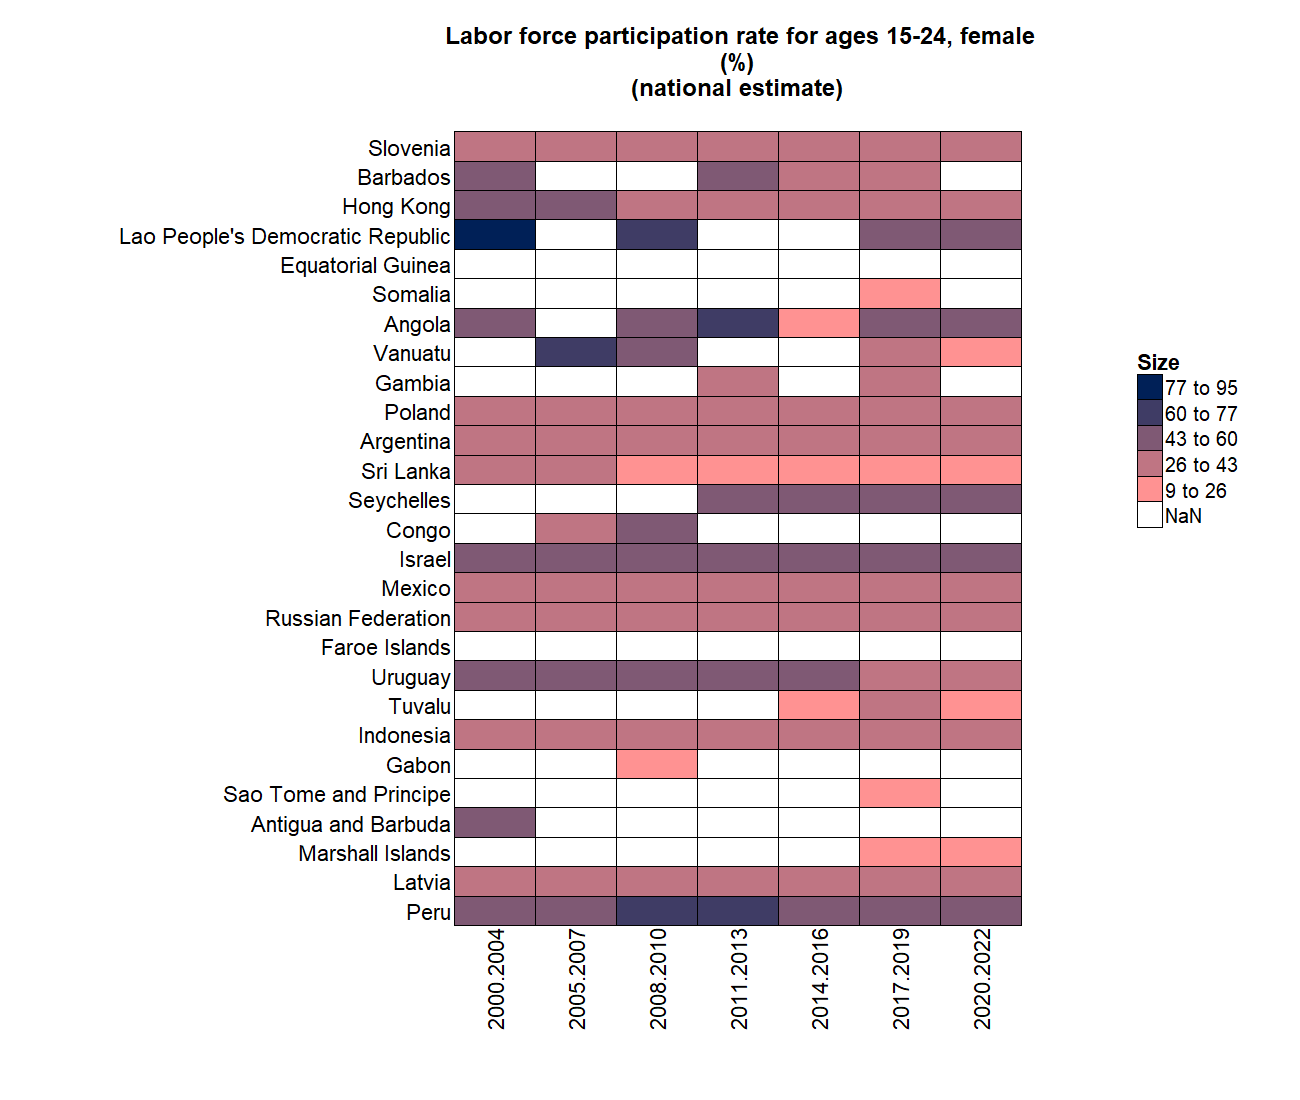 Labor force participation rate for ages 15-24, female
(%)
(national estimate)
Slovenia
Barbados
Hong Kong
Lao People's Democratic Republic
Equatorial Guinea
Somalia
Angola
Vanuatu
Gambia
Poland
Argentina
Sri Lanka
Seychelles
Congo
Israel
Mexico
Russian Federation
Faroe Islands
Uruguay
Tuvalu
Indonesia
Gabon
Sao Tome and Principe
Antigua and Barbuda
Marshall Islands
Latvia
Peru
2000.2004
2005.2007
2008.2010
2011.2013
2014.2016
2017.2019
2020.2022
Size
77 to 95
60 to 77
43 to 60
26 to 43
9 to 26
NaN